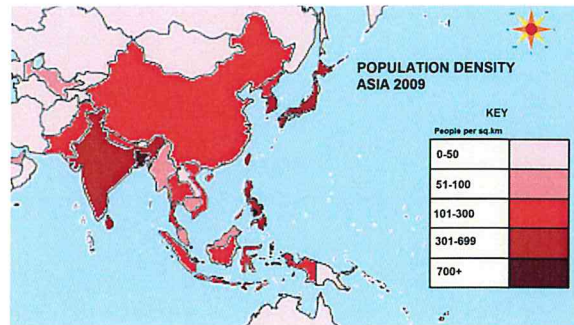 POPULATION DENSITY
ASIA 2009
KEY
People per sq.km
0-50
51-100
101-300
301-699
700+